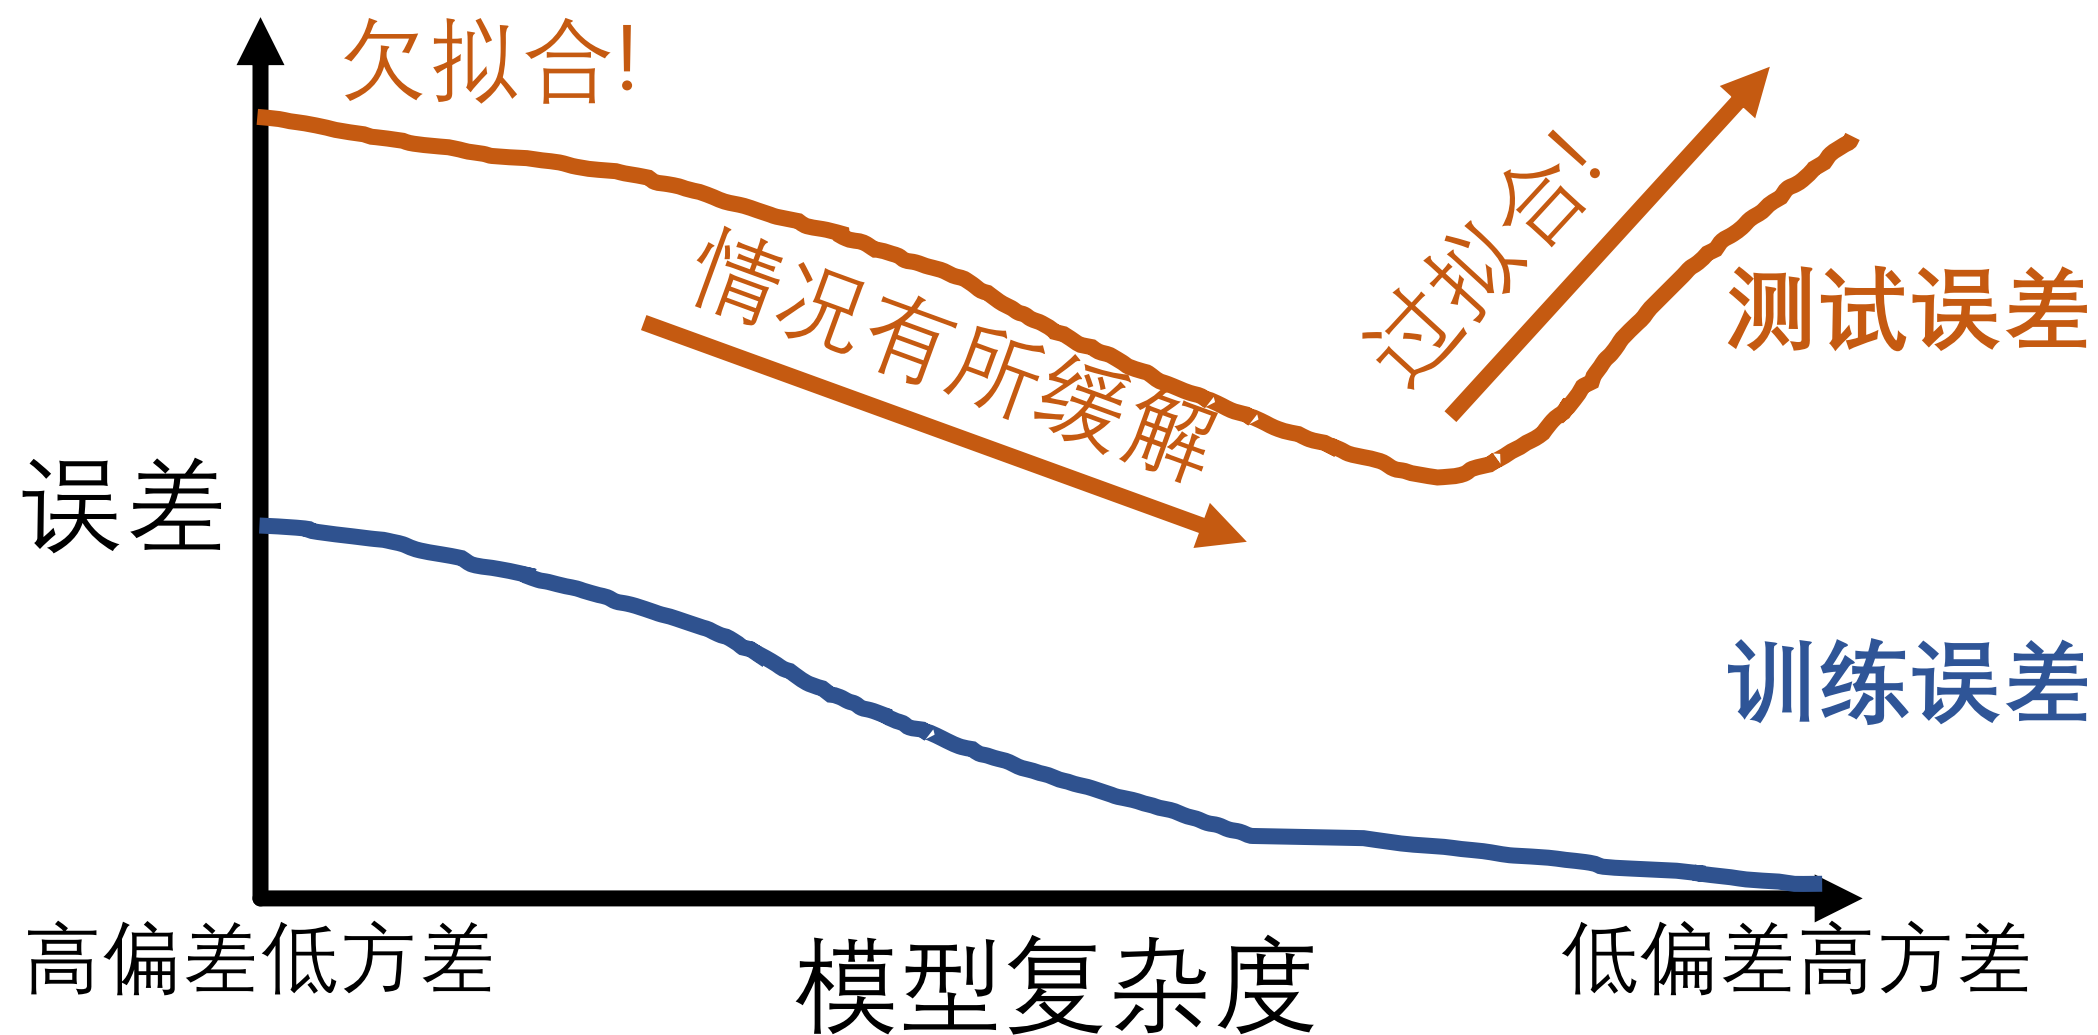 欠拟合!
过拟合!
情况有所缓解
测试误差
误差
训练误差
高偏差低方差
模型复杂度
低偏差高方差